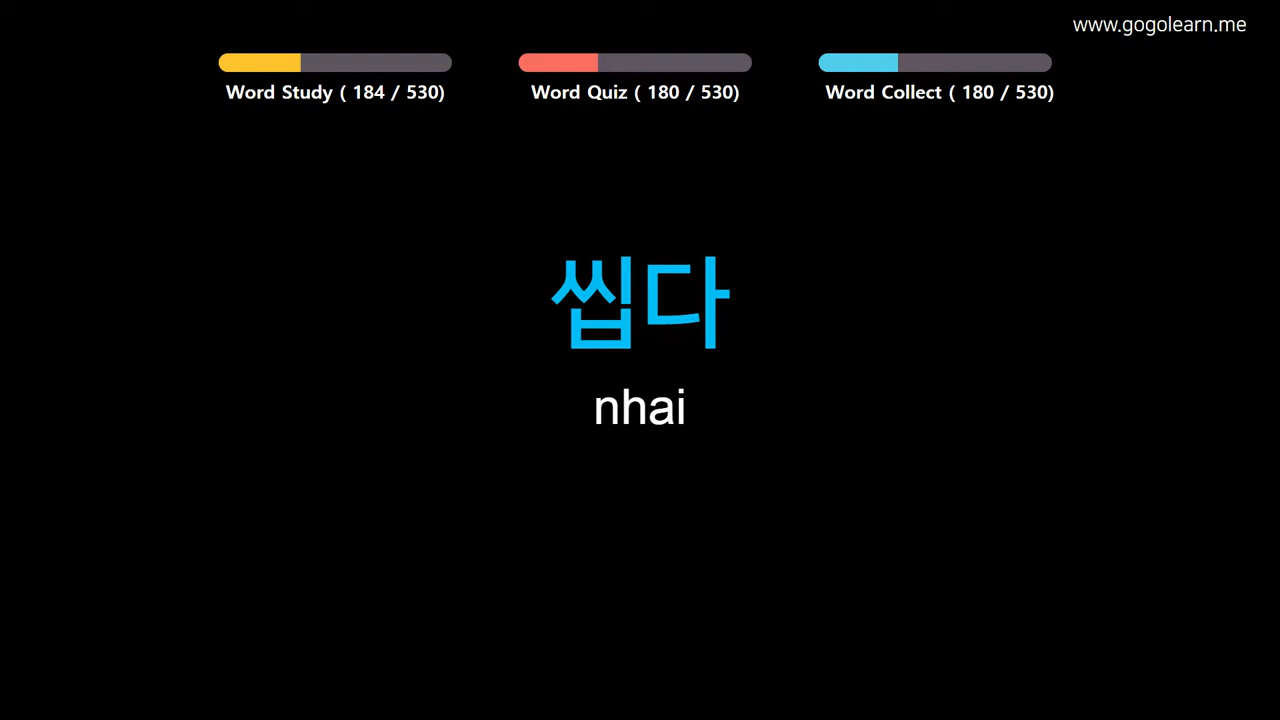 www.gogolearn.me
Word Study ( 184 / 530)
Word Quiz ( 180 / 530)
Word Collect ( 180 / 530)
씹다
nhai